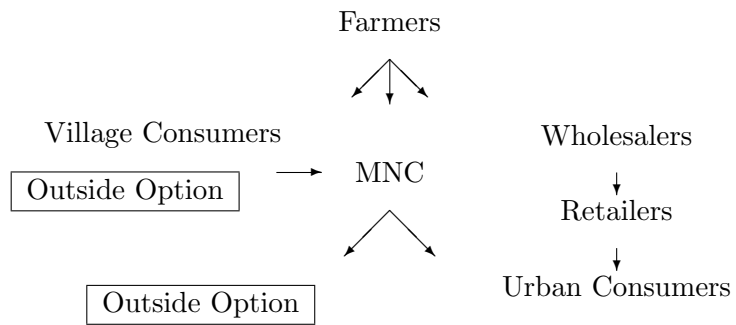 Farmers
Village Consumers
Wholesalers
Outside Option
MNC
Retailers
Outside Option
Urban Consumers